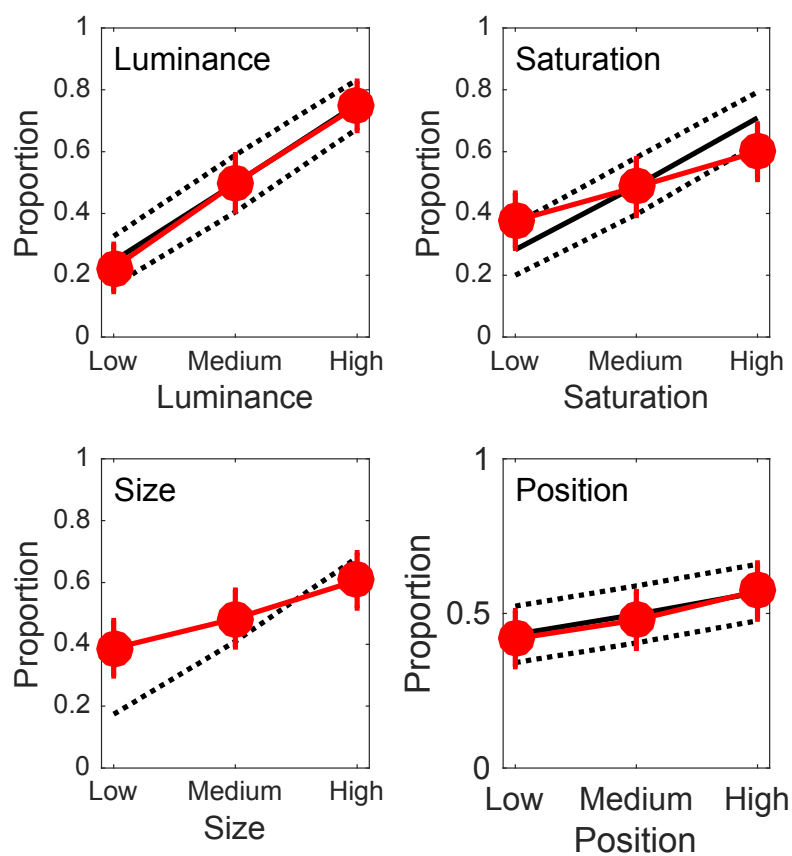 1
0.8
0.6
0.4
0.2
0
Proportion
Luminance
Low Medium High
Luminance
1
0.8
0.6
0.4
0.2
0
Proportion
Saturation
Low Medium High
Saturation
1
0.8
0.6
0.4
0.2
0
Proportion
Size
Low Medium High
Size
1
0.5
0
Proportion
Position
Low Medium High
Position